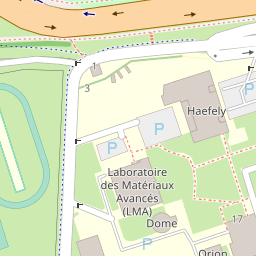 1
3
P
Haefely
P
P
Laboratoire
des Matériaux
Avancés
(LMA)
Dome
17
P
Orion